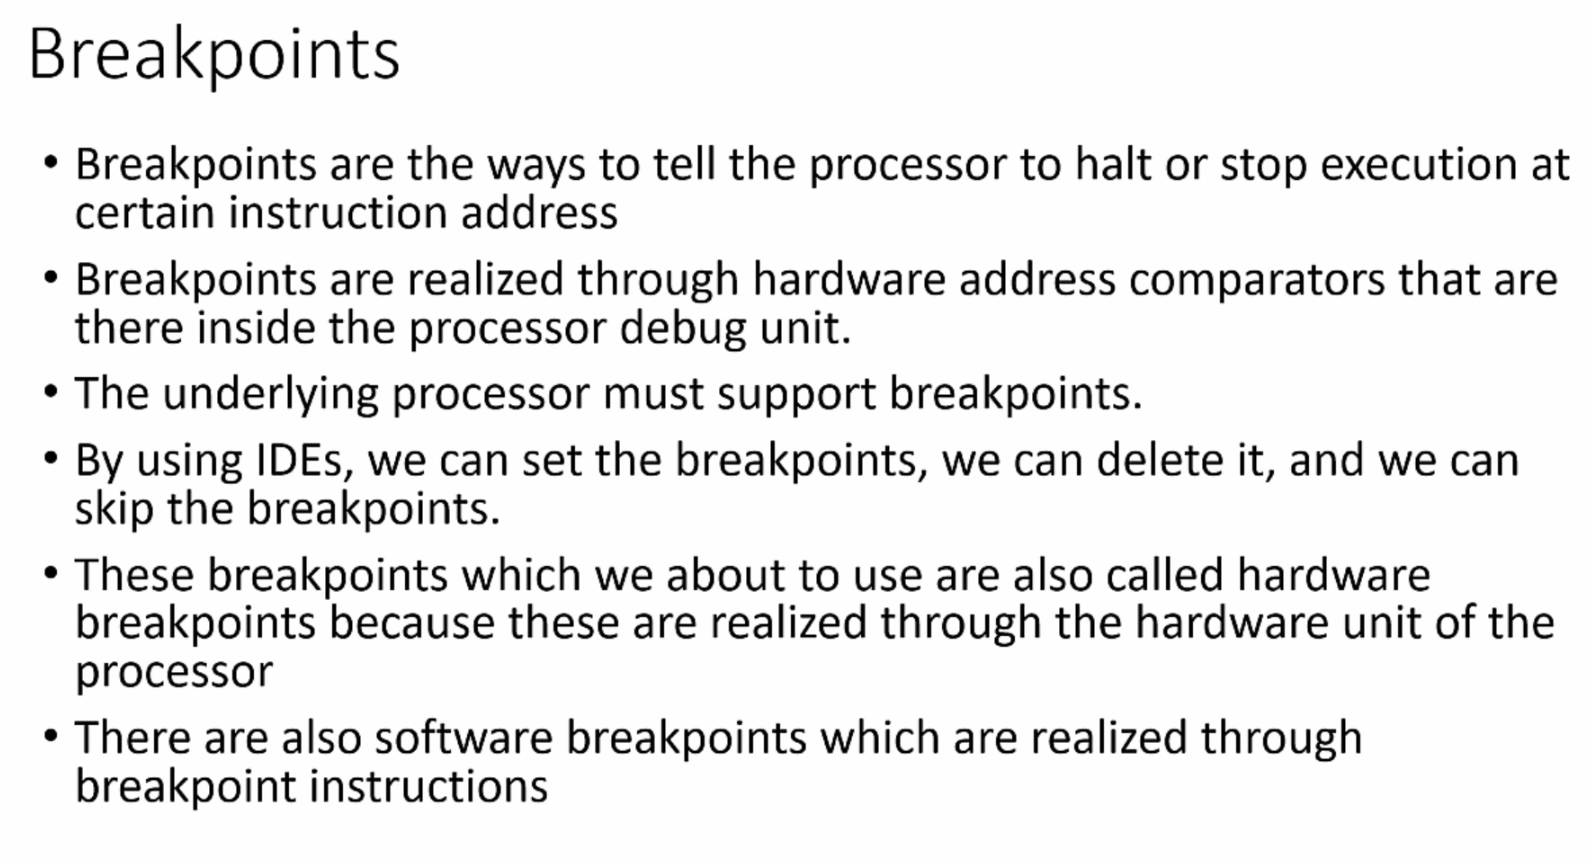 Breakpoints
• Breakpoints are the ways to tell the processor to halt or stop execution at
certain instruction address
• Breakpoints are realized through hardware address comparators that are
there inside the processor debug unit.
• The underlying processor must support breakpoints.
• By using IDEs, we can set the breakpoints, we can delete it, and we can
skip the breakpoints.
• These breakpoints which we about to use are also called hardware
breakpoints because these are realized through the hardware unit of the
processor
• There are also software breakpoints which are realized through
breakpoint instructions